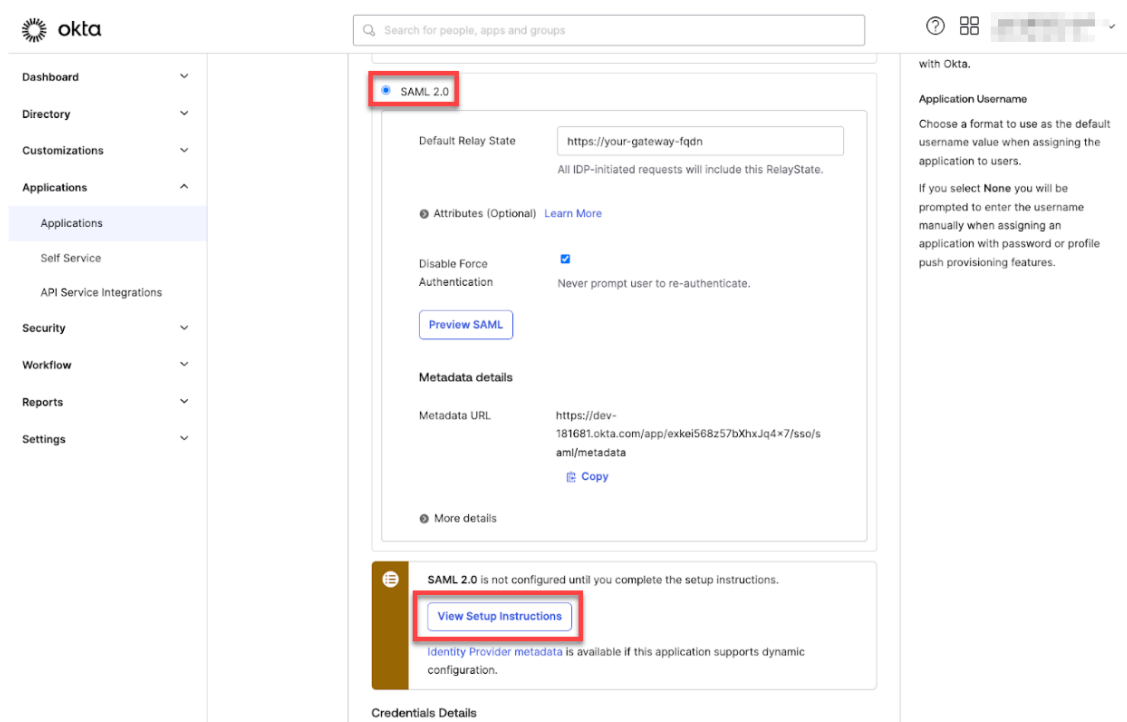 okta
Search for people, apps and groups
Dashboard
Directory
Customizations
Applications
Applications
Self Service
API Service Integrations
Security
Workflow
Reports
Settings
SAML 2.0
Default Relay State
https://your-gateway-fqdn
All IDP-initiated requests will include this RelayState.
Attributes (Optional) Learn More
Disable Force
Authentication
Never prompt user to re-authenticate.
Preview SAML
Metadata details
Metadata URL
https://dev-
181681.okta.com/app/exkei568z57bXhxJq4x7/sso/s
aml/metadata
Copy
More details
SAML 2.0 is not configured until you complete the setup instructions.
View Setup Instructions
Identity Provider metadata is available if this application supports dynamic
configuration.
Credentials Details
with Okta.
Application Username
Choose a format to use as the default
username value when assigning the
application to users.
If you select None you will be
prompted to enter the username
manually when assigning an
application with password or profile
push provisioning features.